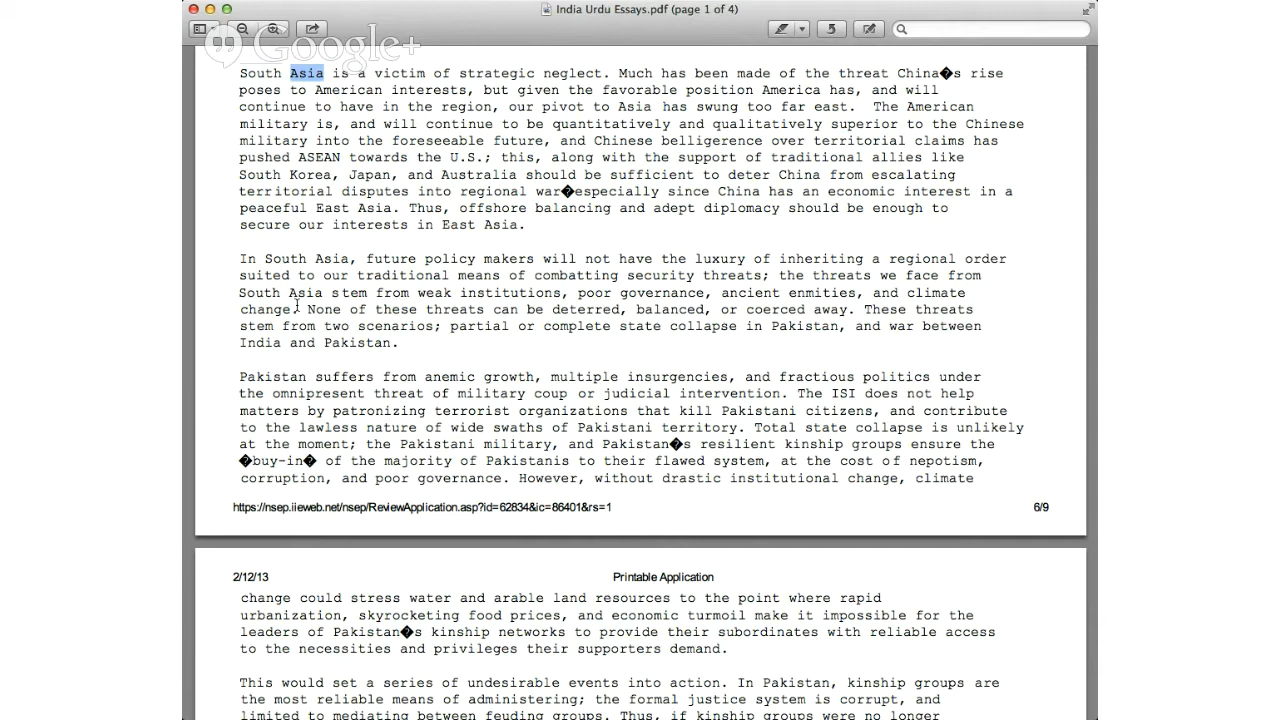 India Urdu Essays.pdf (page 1 of 4)
Google+
South Asia is a victim of strategic neglect. Much has been made of the threat China�s rise
poses to American interests, but given the favorable position America has, and will
continue to have in the region, our pivot to Asia has swung too far east.  The American
military is, and will continue to be quantitatively and qualitatively superior to the Chinese
military into the foreseeable future, and Chinese belligerence over territorial claims has
pushed ASEAN towards the U.S.; this, along with the support of traditional allies like
South Korea, Japan, and Australia should be sufficient to deter China from escalating
territorial disputes into regional war�especially since China has an economic interest in a
peaceful East Asia. Thus, offshore balancing and adept diplomacy should be enough to
secure our interests in East Asia.
In South Asia, future policy makers will not have the luxury of inheriting a regional order
suited to our traditional means of combatting security threats; the threats we face from
South Asia stem from weak institutions, poor governance, ancient enmities, and climate
change. None of these threats can be deterred, balanced, or coerced away. These threats
stem from two scenarios; partial or complete state collapse in Pakistan, and war between
India and Pakistan.
Pakistan suffers from anemic growth, multiple insurgencies, and fractious politics under
the omnipresent threat of military coup or judicial intervention. The ISI does not help
matters by patronizing terrorist organizations that kill Pakistani citizens, and contribute
to the lawless nature of wide swaths of Pakistani territory. Total state collapse is unlikely
at the moment; the Pakistani military, and Pakistan�s resilient kinship groups ensure the
�buy-in� of the majority of Pakistanis to their flawed system, at the cost of nepotism,
corruption, and poor governance. However, without drastic institutional change, climate
https://nsep.iieweb.net/nsep/ReviewApplication.asp?id=62834&ic=86401&rs=1 6/9
2/12/13 Printable Application
change could stress water and arable land resources to the point where rapid
urbanization, skyrocketing food prices, and economic turmoil make it impossible for the
leaders of Pakistan�s kinship networks to provide their subordinates with reliable access
to the necessities and privileges their supporters demand.
This would set a series of undesirable events into action. In Pakistan, kinship groups are
the most reliable means of administering; the formal justice system is corrupt, and
limited to mediating between feuding groups. Thus, if kinship groups were no longer